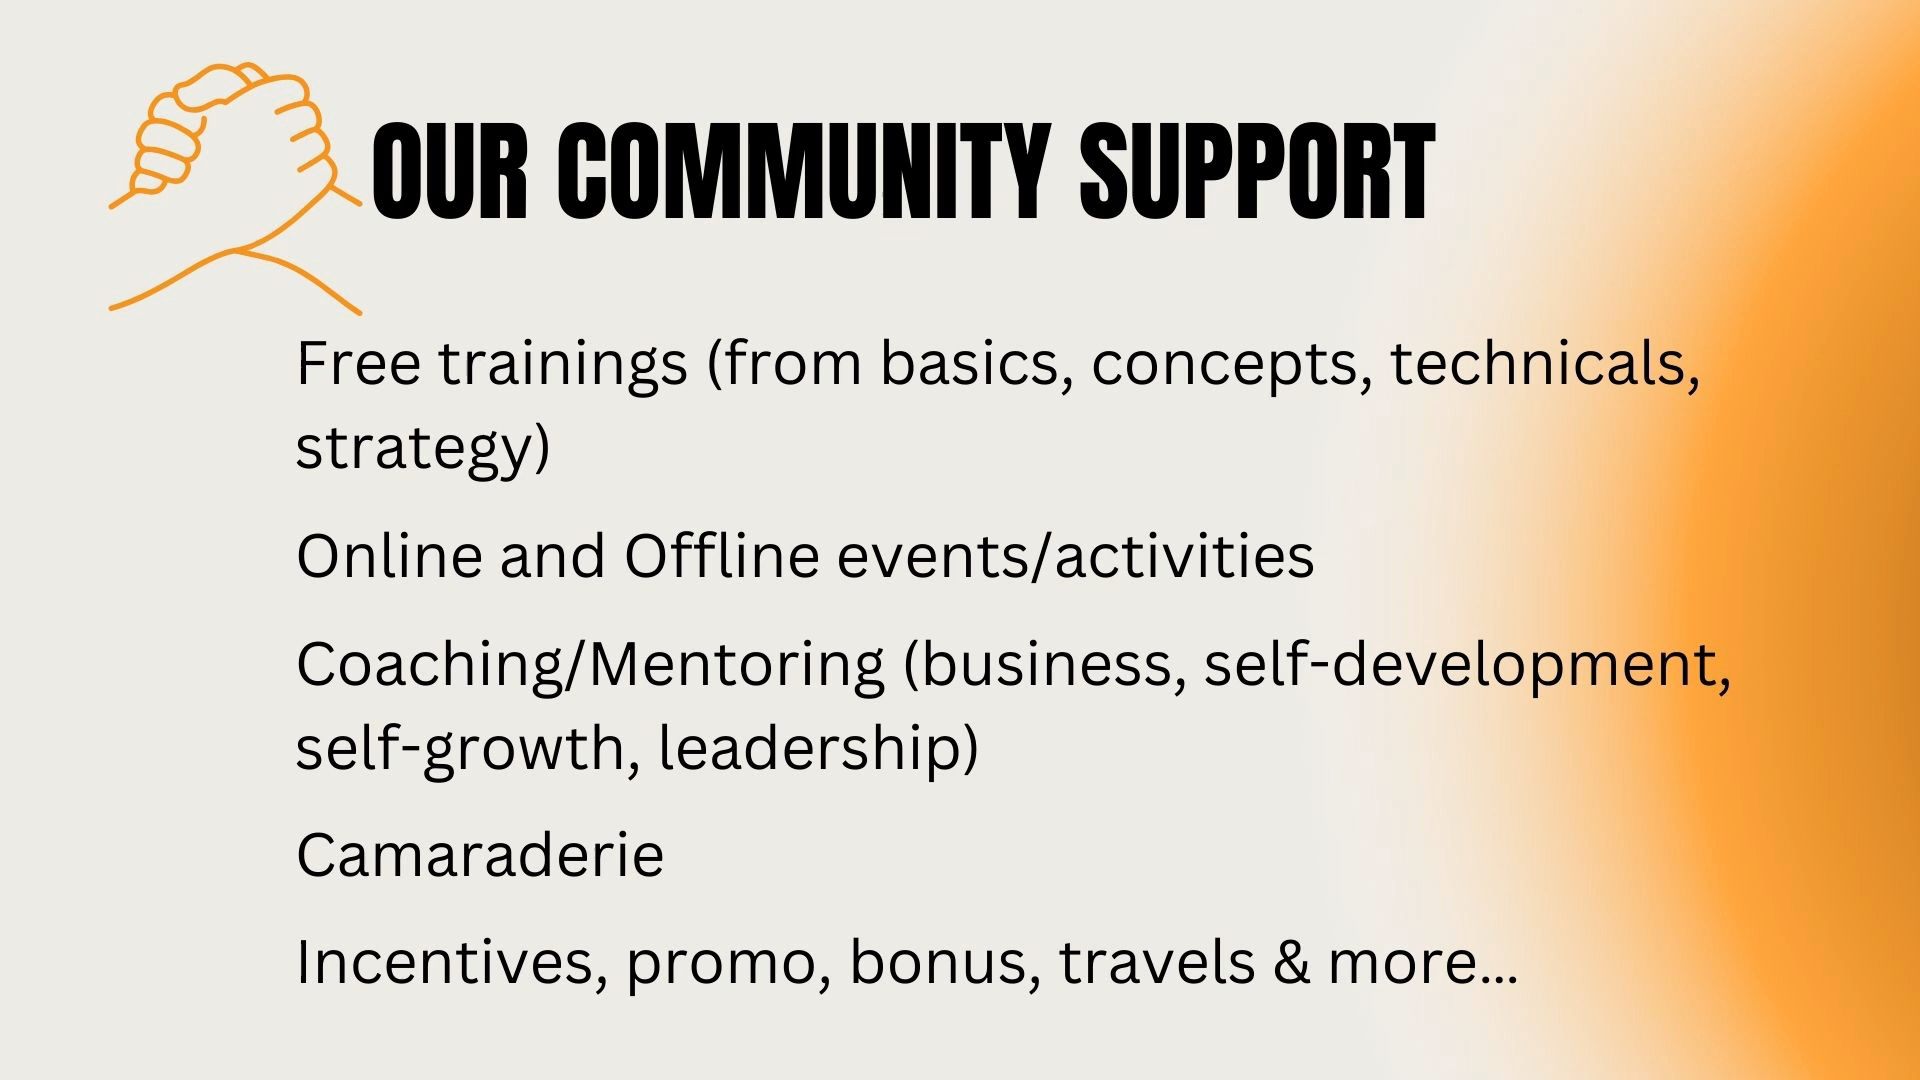 OUR COMMUNITY SUPPORT
Free trainings (from basics, concepts, technicals,
strategy)
Online and Offline events/activities
Coaching/Mentoring (business, self-development,
self-growth, leadership)
Camaraderie
Incentives, promo, bonus, travels & more...